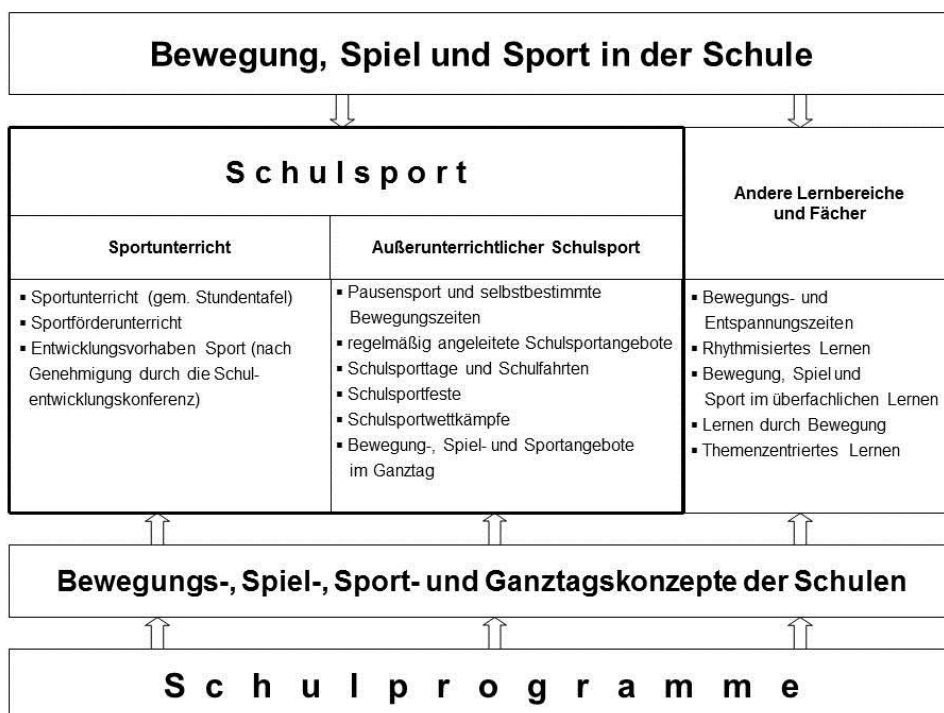 Bewegung, Spiel und Sport in der Schule
Schulsport
Sportunterricht
▪ Sportunterricht (gem. Stundentafel)
▪ Sportförderunterricht
▪ Entwicklungsvorhaben Sport (nach
Genehmigung durch die Schul-
entwicklungskonferenz)
Außerunterrichtlicher Schulsport
▪ Pausensport und selbstbestimmte
Bewegungszeiten
▪ regelmäßig angeleitete Schulsportangebote
▪ Schulsporttage und Schulfahrten
▪ Schulsportfeste
▪ Schulsportwettkämpfe
▪ Bewegung-, Spiel- und Sportangebote
im Ganztag
Andere Lernbereiche
und Fächer
▪ Bewegungs- und
Entspannungszeiten
▪ Rhythmisiertes Lernen
▪ Bewegung, Spiel und
Sport im überfachlichen Lernen
▪ Lernen durch Bewegung
▪ Themenzentriertes Lernen
Bewegungs-, Spiel-, Sport- und Ganztagskonzepte der Schulen
Schulprogramme